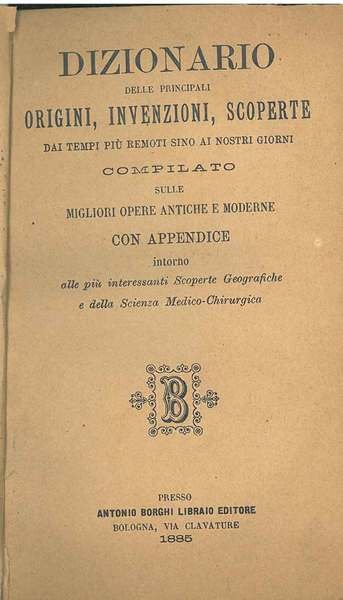 DIZIONARIO
DELLE PRINCIPALI
ORIGINI, INVENZIONI, SCOPERTE
DAI TEMPI PIÙ REMOTI SINO AI NOSTRI GIORNI
COMPILATO
SULLE
MIGLIORI OPERE ANTICHE E MODERNE
CON APPENDICE
intorno
alle più interessanti Scoperte Geografiche
e della Scienza Medico-Chirurgica
B
PRESSO
ANTONIO BORGHI LIBRAIO EDITORE
BOLOGNA, VIA CLAVATURE
1885